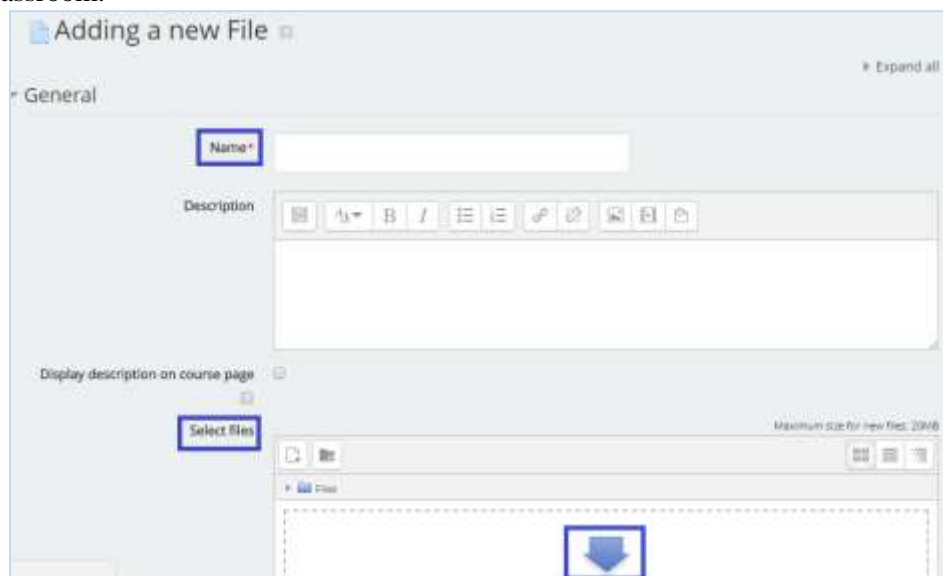 Adding a new File
Expand all
General
Name*
Description
B I
Display description on course page
Select files
Maximum size for new files: 20MB
Files